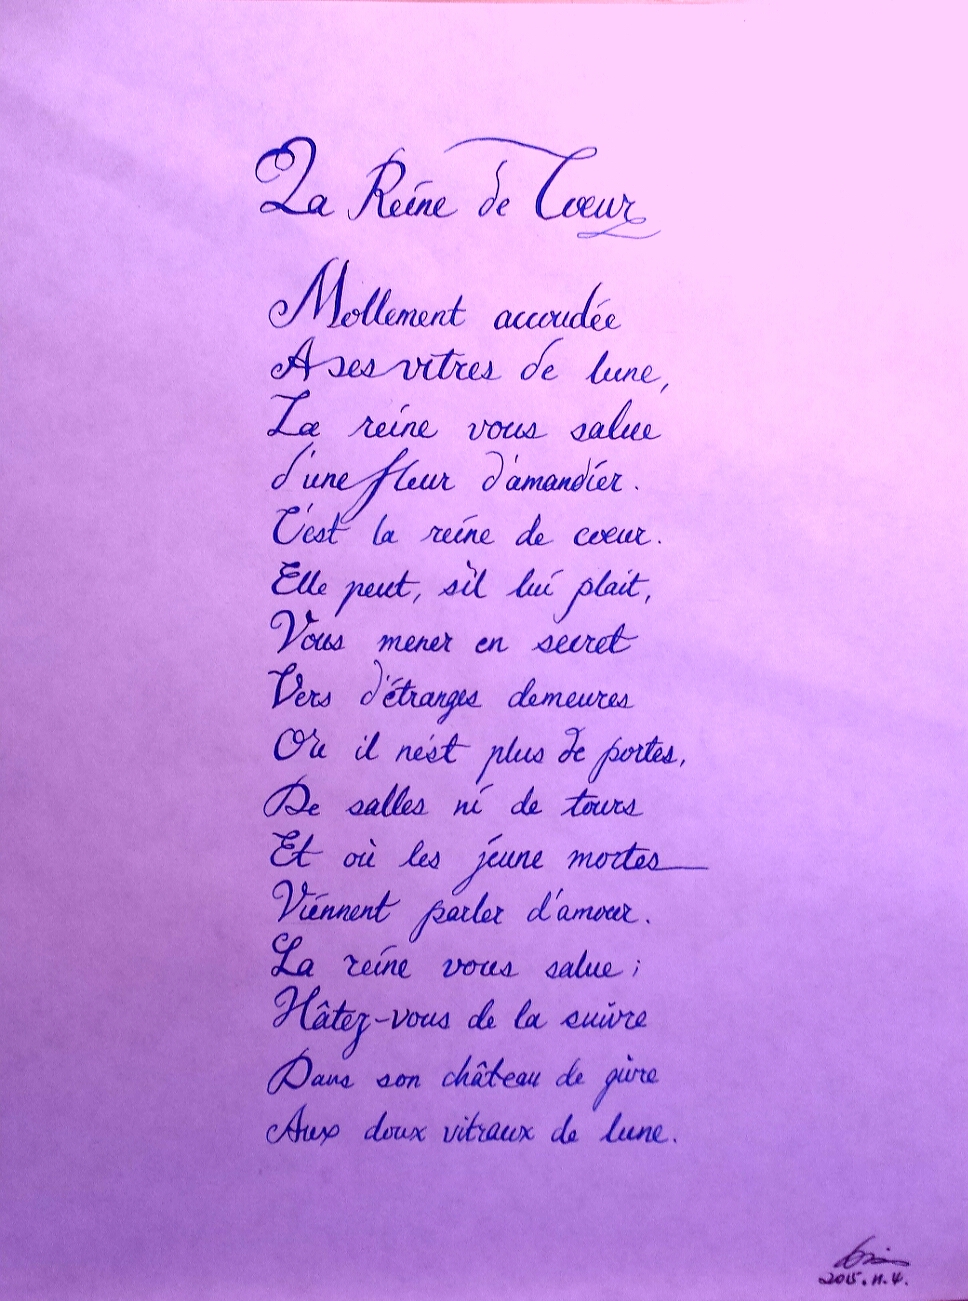 La Reine de Cœur
Mollement accoudée
A ses vitres de lune,
La reine vous salue
d'une fleur d'amandier.
C'est la reine de cœur.
Elle peut, s'il lui plait,
Vous mener en secret
Vers d'étranges demeures
Où il n'est plus de portes,
De salles ni de tours
Et où les jeune mortes
Viennent parler d'amour.
La reine vous salue ;
Hâtez-vous de la suivre
Dans son château de givre
Aux doux vitraux de lune.
2015.11.4.